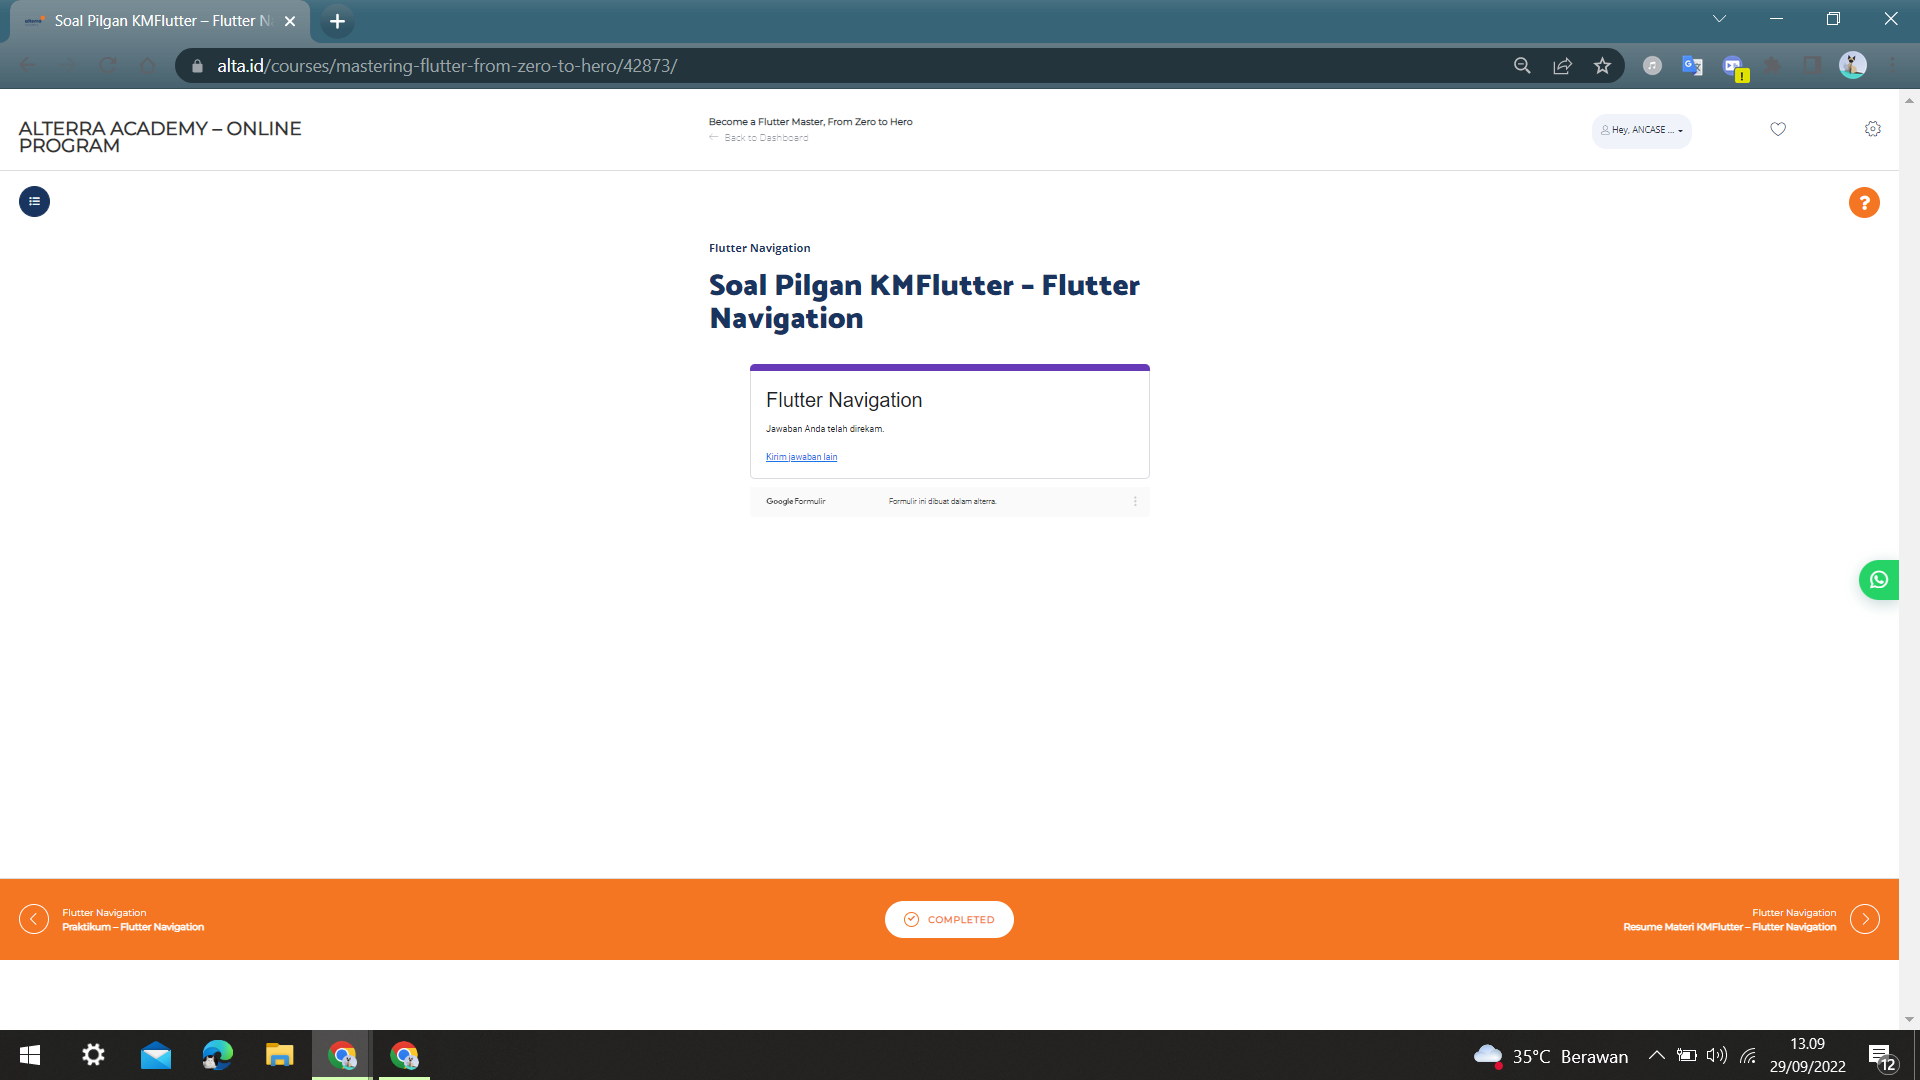 Soal Pilgan KMFlutter – Flutter N
alta.id/courses/mastering-flutter-from-zero-to-hero/42873/
ALTERRA ACADEMY – ONLINE
PROGRAM
Become a Flutter Master, From Zero to Hero
Back to Dashboard
Hey, ANCASE ...
Flutter Navigation
Soal Pilgan KMFlutter – Flutter
Navigation
Flutter Navigation
Jawaban Anda telah direkam.
Kirim jawaban lain
Google Formulir
Formulir ini dibuat dalam alterra.
Flutter Navigation
Praktikum – Flutter Navigation
COMPLETED
Flutter Navigation
Resume Materi KMFlutter – Flutter Navigation
35°C Berawan
13.09
29/09/2022
12